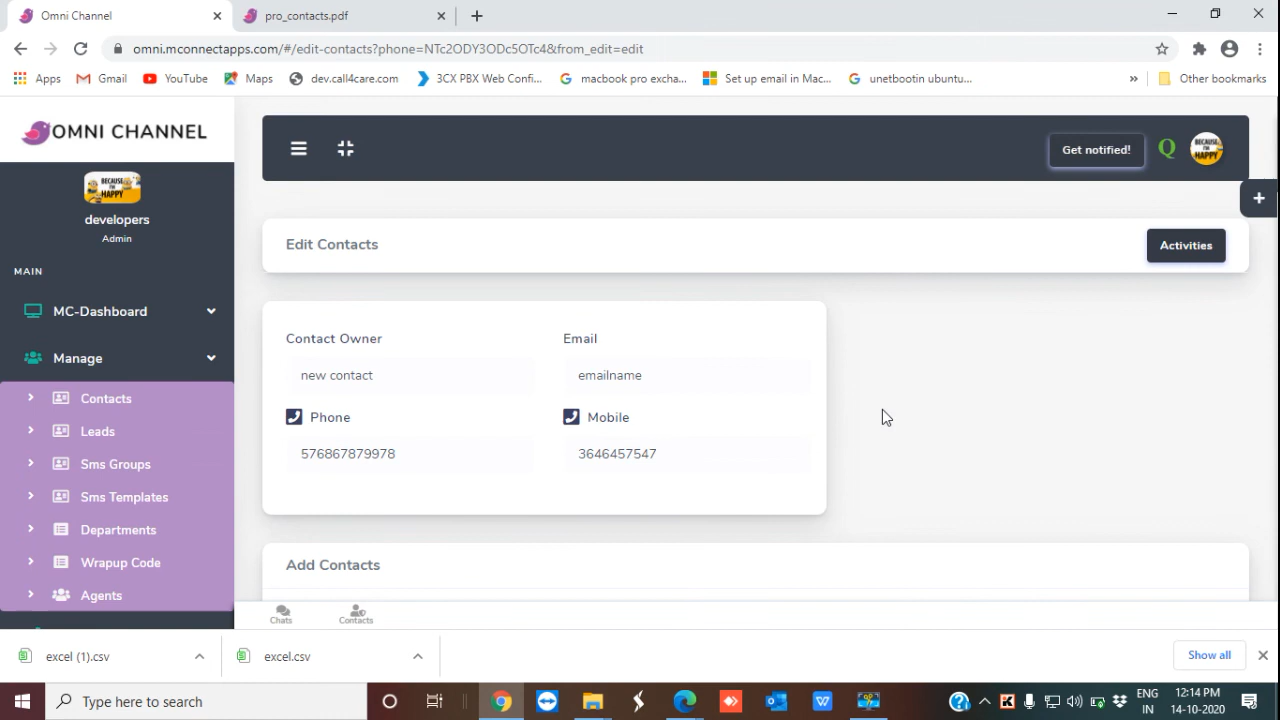 Omni Channel
pro_contacts.pdf
omni.mconnectapps.com/#/edit-contacts?phone=NTc2ODY3ODc5OTc4&from_edit=edit
Apps
Gmail
YouTube
Maps
dev.call4care.com
3CX PBX Web Confi...
macbook pro excha...
Set up email in Mac...
unetbootin ubuntu...
»
Other bookmarks
OMNI CHANNEL
Get notified!
Q
BECAUSE
I'M
HAPPY
BECAUSE
I'M
HAPPY
developers
Admin
MAIN
MC-Dashboard
Manage
Contacts
Leads
Sms Groups
Sms Templates
Departments
Wrapup Code
Agents
Edit Contacts
Activities
Contact Owner
new contact
Email
emailname
Phone
576867879978
Mobile
3646457547
Add Contacts
Chats
Contacts
excel (1).csv
excel.csv
Show all
Type here to search
ENG
IN
12:14 PM
14-10-2020